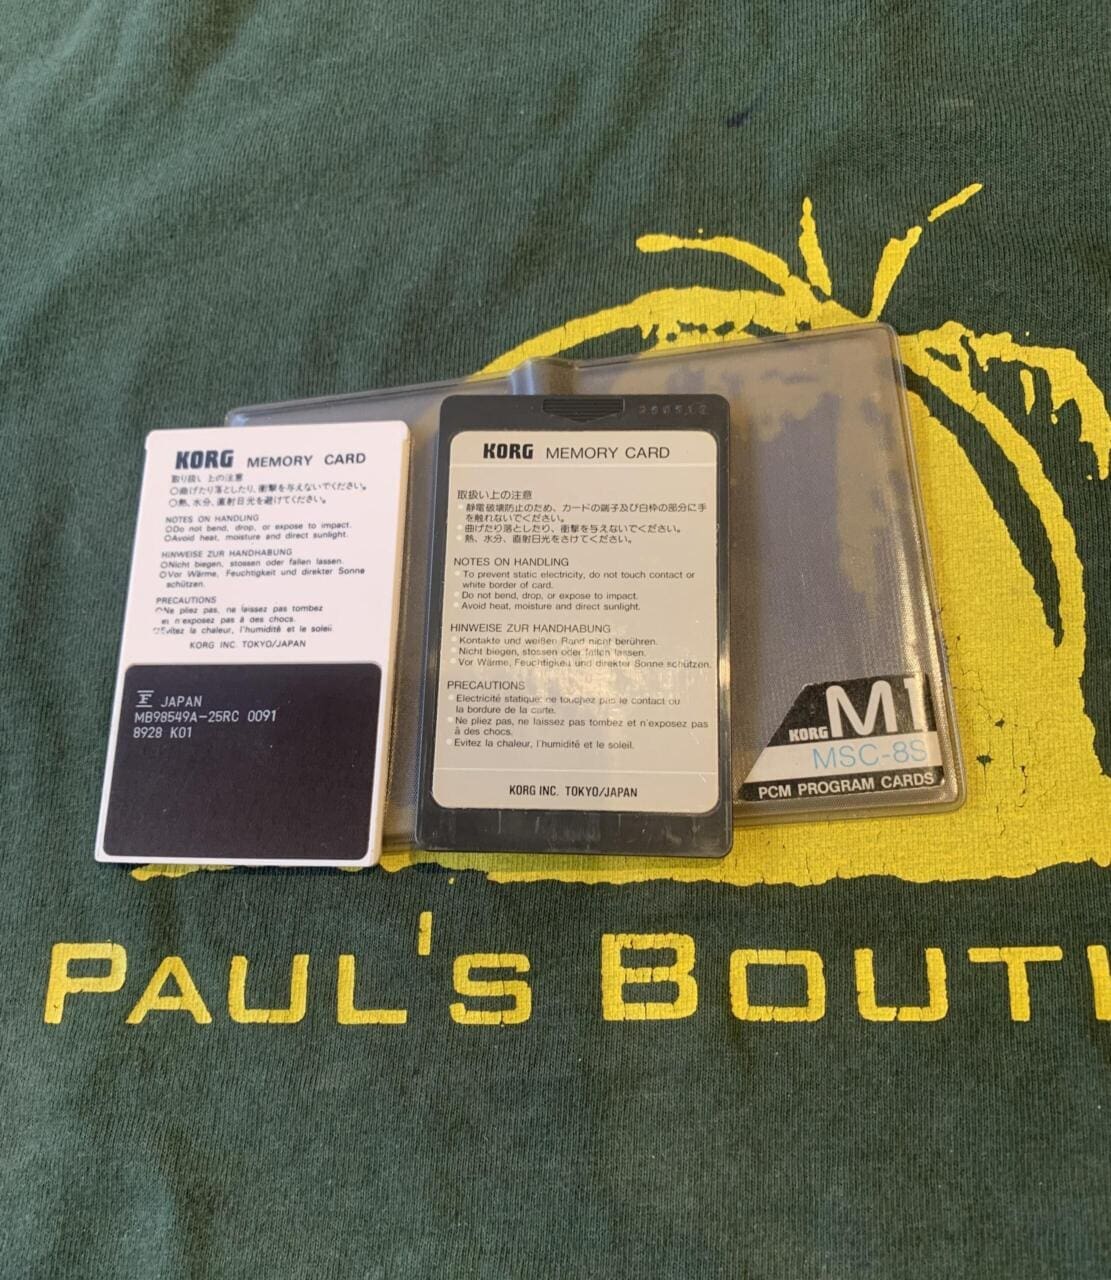 KORG MEMORY CARD
取り扱い上の注意
○曲げたり落としたり、衝撃を与えないでください。
○熱、水分、直射日光を避けてください。
NOTES ON HANDLING
○Do not bend, drop, or expose to impact.
○Avoid heat, moisture and direct sunlight.
HINWEISE ZUR HANDHABUNG
○Nicht biegen, stossen oder fallen lassen.
○Vor Wärme, Feuchtigkeit und direkter Sonne
schützen.
PRECAUTIONS
○Ne pliez pas, ne laissez pas tombez
et n'exposez pas à des chocs.
○Evitez la chaleur, l'humidité et le soleil.
KORG INC. TOKYO/JAPAN
JAPAN
MB98549A-25RC 0091
8928 K01
KORG MEMORY CARD
取扱い上の注意
静電破壊防止のため、カードの端子及び白枠の部分に手
を触れないでください。
曲げたり落としたり、衝撃を与えないでください。
熱、水分、直射日光をさけてください。
NOTES ON HANDLING
To prevent static electricity, do not touch contact or
white border of card.
Do not bend, drop, or expose to impact.
Avoid heat, moisture and direct sunlight.
HINWEISE ZUR HANDHABUNG
Kontakte und weißen Rand nicht berühren.
Nicht biegen, stossen oder fallen lassen.
Vor Wärme, Feuchtigkeit und direkter Sonne schützen.
PRECAUTIONS
Electricité statique: ne touchez pas le contact ou
la bordure de la carte.
Ne pliez pas, ne laissez pas tombez et n'exposez pas
à des chocs.
Evitez la chaleur, l'humidité et le soleil.
KORG INC. TOKYO/JAPAN
KORG M1
MSC-8S
PCM PROGRAM CARDS
PAUL'S BOUTI